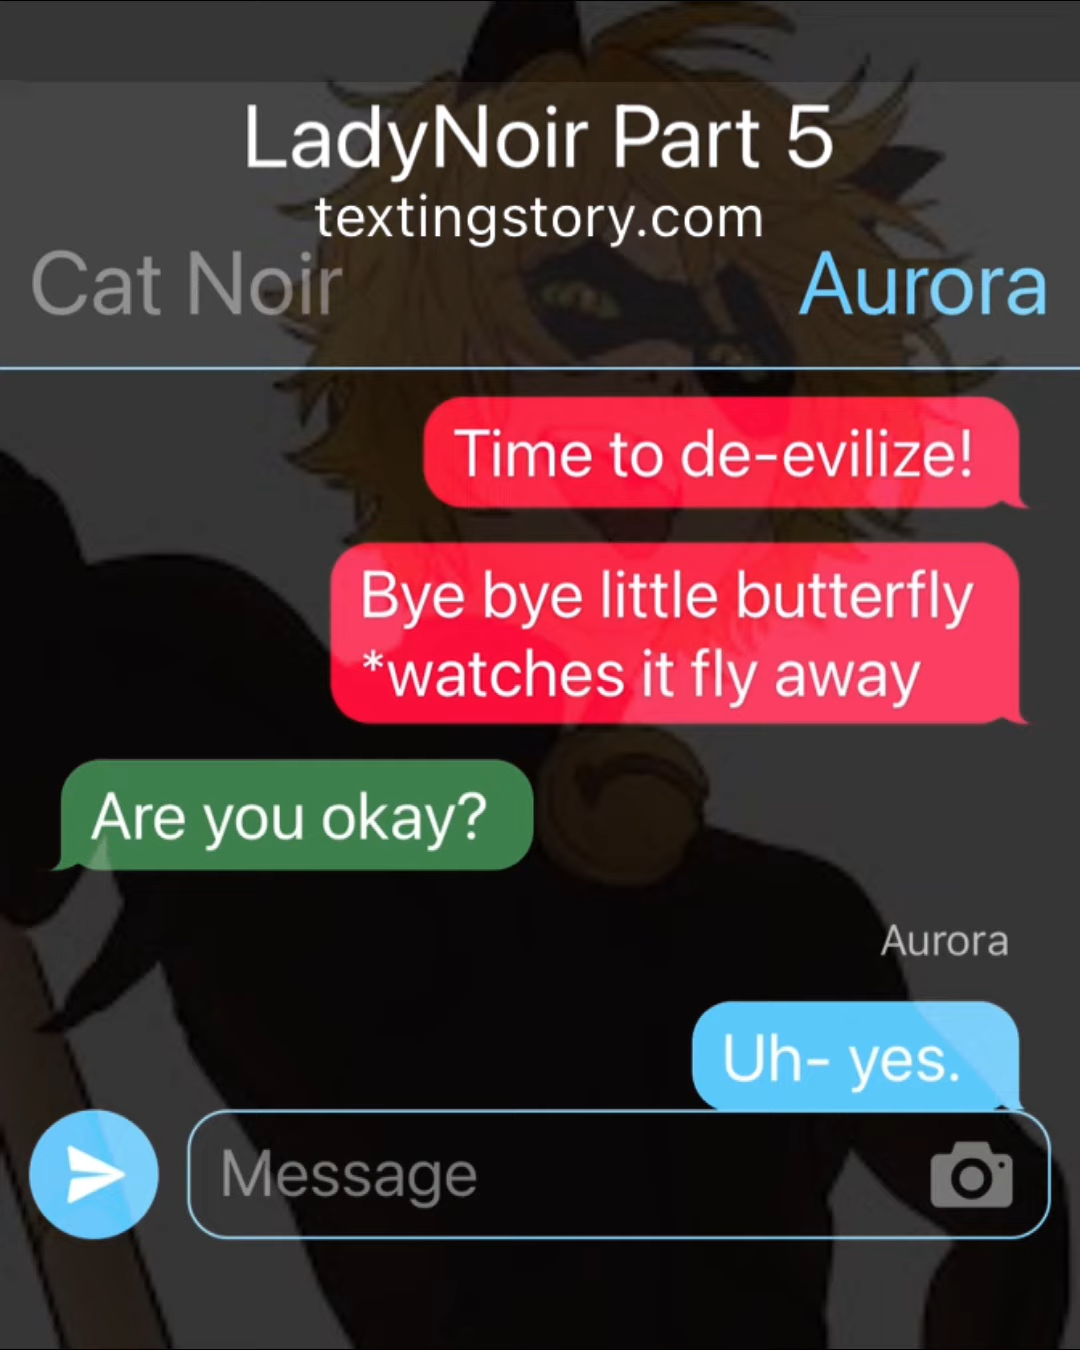 LadyNoir Part 5
textingstory.com
Cat Noir
Aurora
Time to de-evilize!
Bye bye little butterfly
*watches it fly away
Are you okay?
Aurora
Uh- yes.
Message